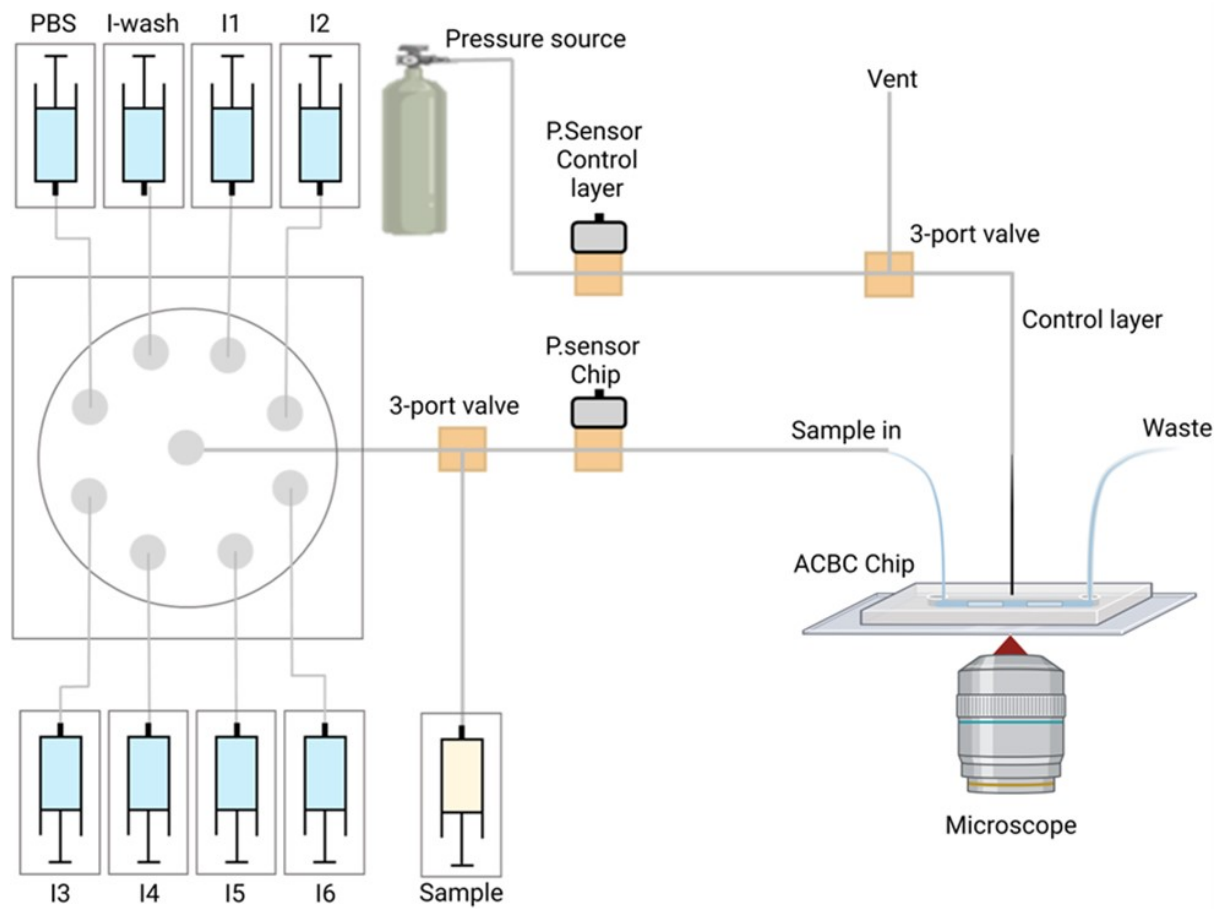 PBS
I-wash
I1
I2
Pressure source
P.Sensor
Control
layer
Vent
3-port valve
Control layer
P.sensor
Chip
3-port valve
Sample in
Waste
ACBC Chip
Microscope
I3
I4
I5
I6
Sample